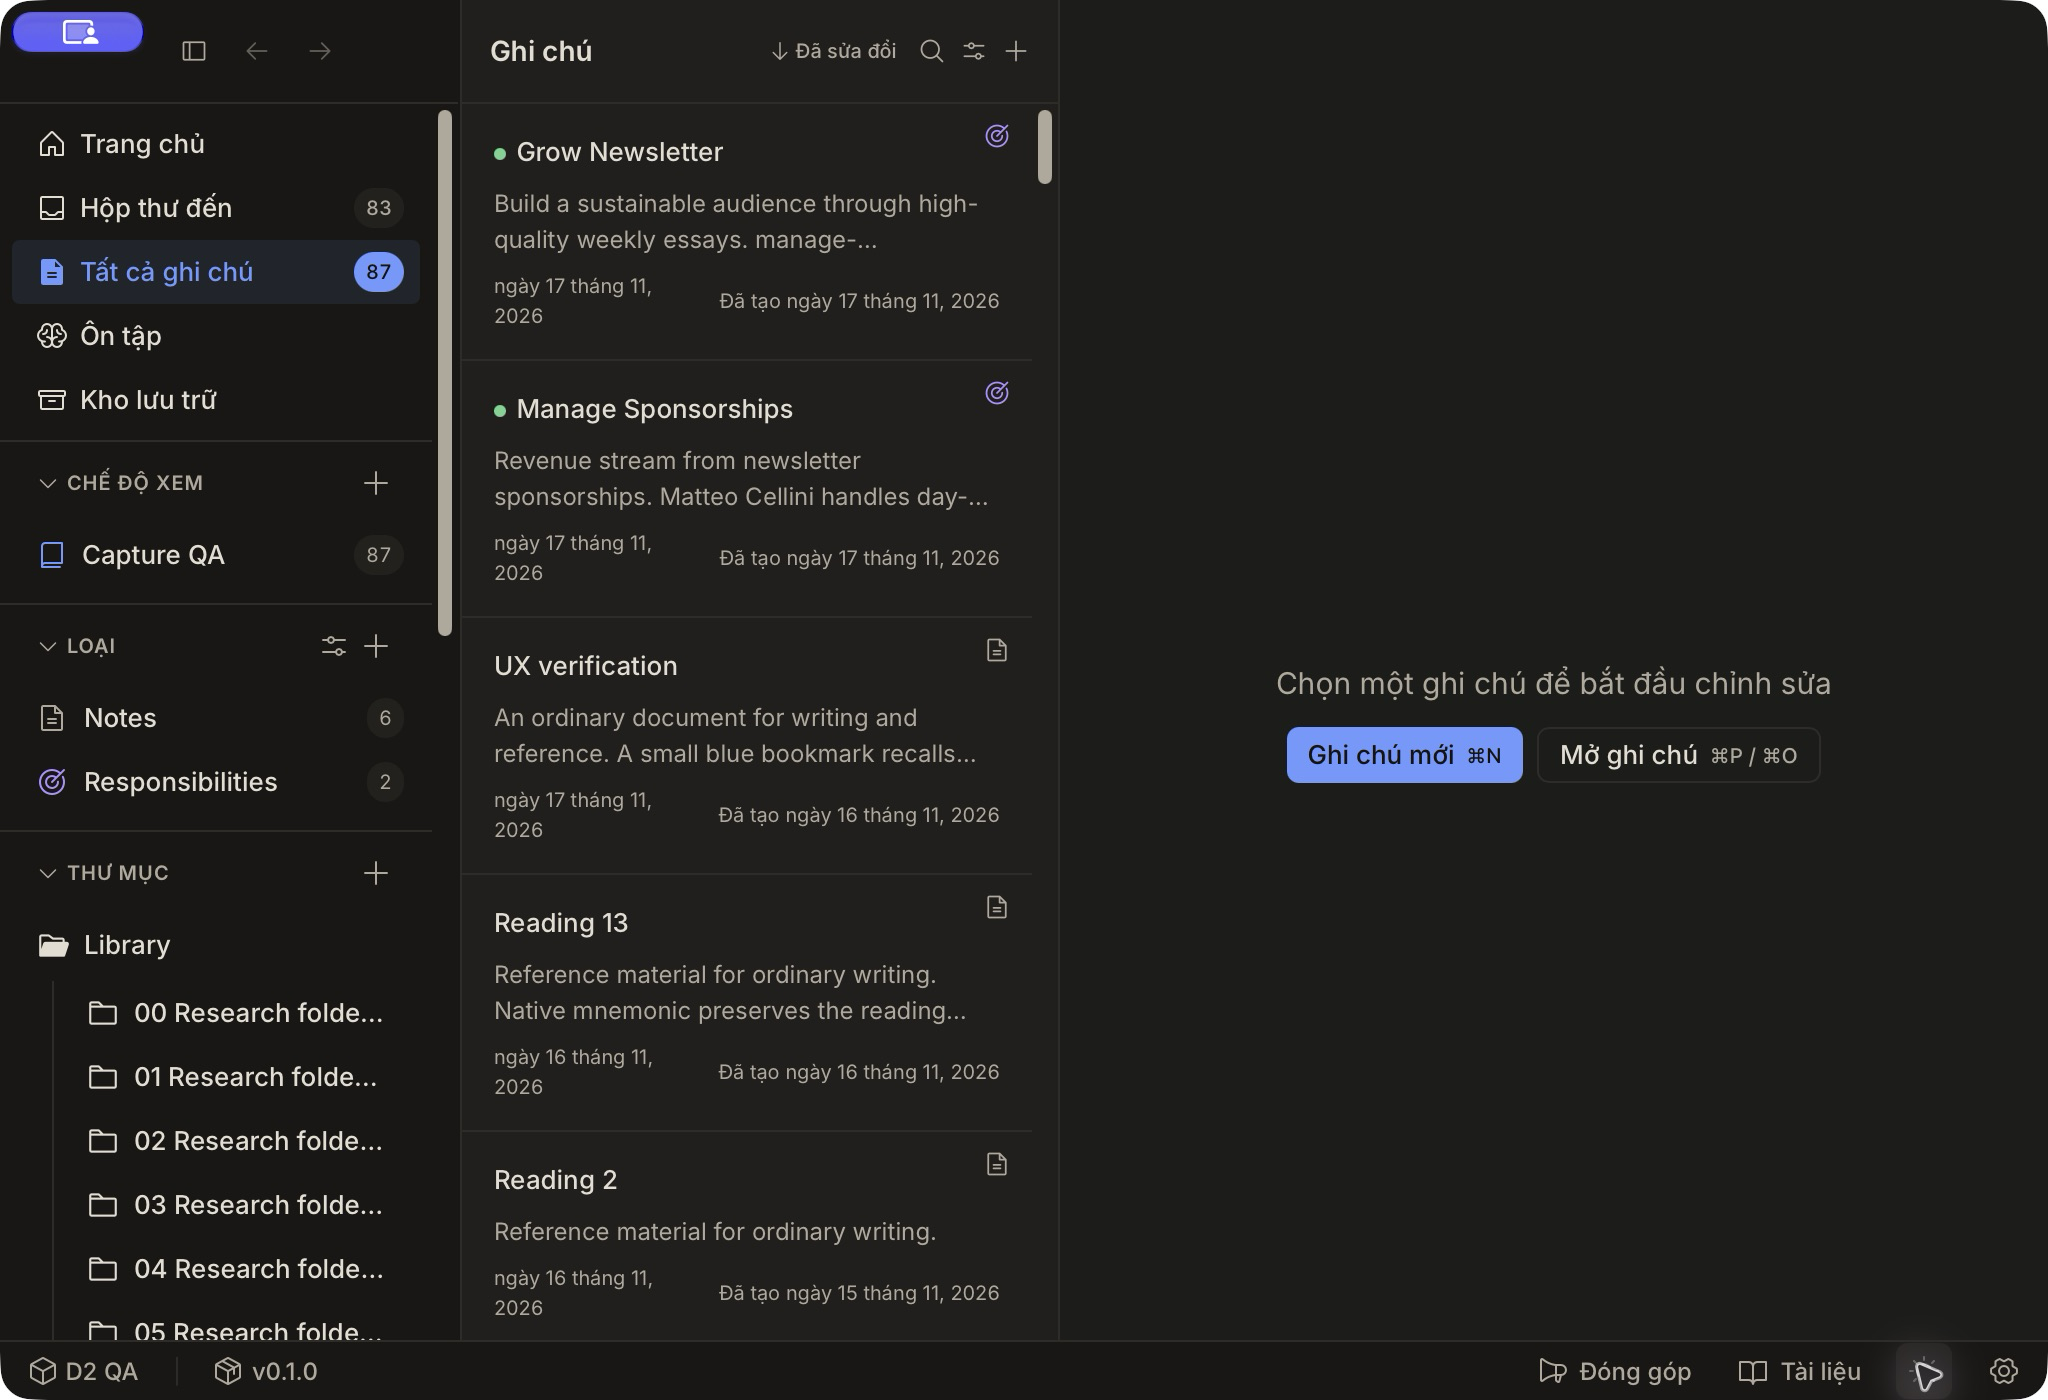 Trang chủ
Hộp thư đến 83
Tất cả ghi chú 87
Ôn tập
Kho lưu trữ
CHẾ ĐỘ XEM
Capture QA 87
LOẠI
Notes 6
Responsibilities 2
THƯ MỤC
Library
00 Research folde...
01 Research folde...
02 Research folde...
03 Research folde...
04 Research folde...
05 Research folde...
Ghi chú
Đã sửa đổi
Grow Newsletter
Build a sustainable audience through high-
quality weekly essays. manage-...
ngày 17 tháng 11,
2026
Đã tạo ngày 17 tháng 11, 2026
Manage Sponsorships
Revenue stream from newsletter
sponsorships. Matteo Cellini handles day-...
ngày 17 tháng 11,
2026
Đã tạo ngày 17 tháng 11, 2026
UX verification
An ordinary document for writing and
reference. A small blue bookmark recalls...
ngày 17 tháng 11,
2026
Đã tạo ngày 16 tháng 11, 2026
Reading 13
Reference material for ordinary writing.
Native mnemonic preserves the reading...
ngày 16 tháng 11,
2026
Đã tạo ngày 16 tháng 11, 2026
Reading 2
Reference material for ordinary writing.
ngày 16 tháng 11,
2026
Đã tạo ngày 15 tháng 11, 2026
Chọn một ghi chú để bắt đầu chỉnh sửa
Ghi chú mới ⌘N
Mở ghi chú ⌘P / ⌘O
D2 QA
v0.1.0
Đóng góp
Tài liệu